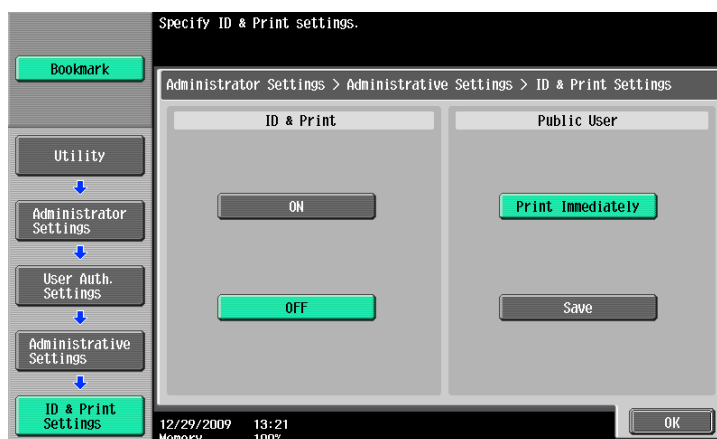 Specify ID & Print settings.
Bookmark
Administrator Settings > Administrative Settings > ID & Print Settings
ID & Print
Public User
Utility
ON
Print Immediately
Administrator
Settings
User Auth.
Settings
OFF
Save
Administrative
Settings
ID & Print
Settings
12/29/2009 13:21
Memory 100%
OK